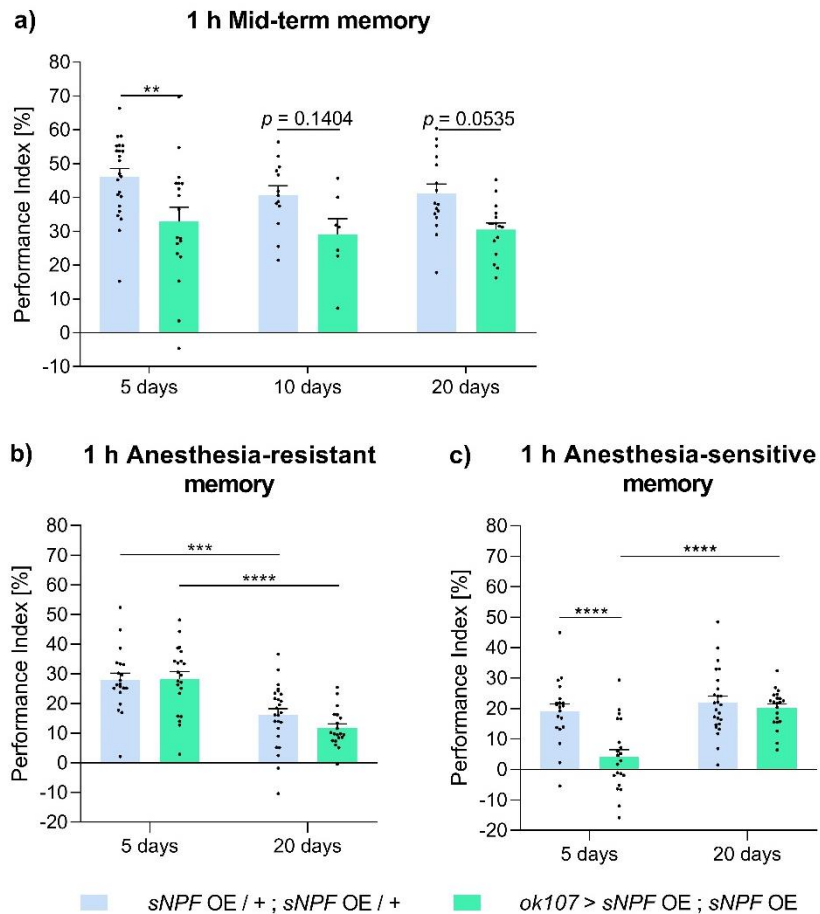 a) 1 h Mid-term memory
Performance Index [%]
80
70
60
50
40
30
20
10
0
-10
**
p = 0.1404
p = 0.0535
5 days 10 days 20 days
b) 1 h Anesthesia-resistant
memory
Performance Index [%]
80
70
60
50
40
30
20
10
0
-10
-20
***
****
5 days 20 days
c) 1 h Anesthesia-sensitive
memory
Performance Index [%]
80
70
60
50
40
30
20
10
0
-10
-20
****
****
5 days 20 days
sNPF OE / + ; sNPF OE / + ok107 > sNPF OE ; sNPF OE